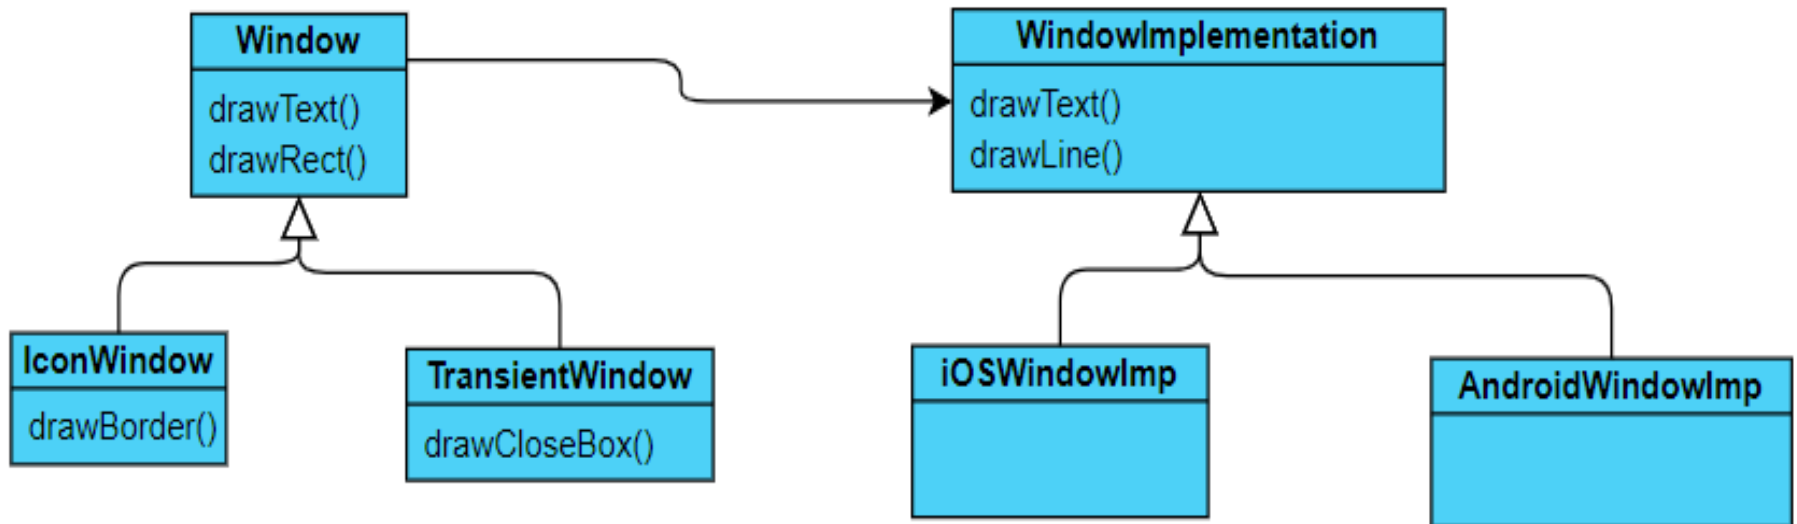 Window
drawText()
drawRect()
WindowImplementation
drawText()
drawLine()
IconWindow
drawBorder()
TransientWindow
drawCloseBox()
iOSWindowImp
AndroidWindowImp